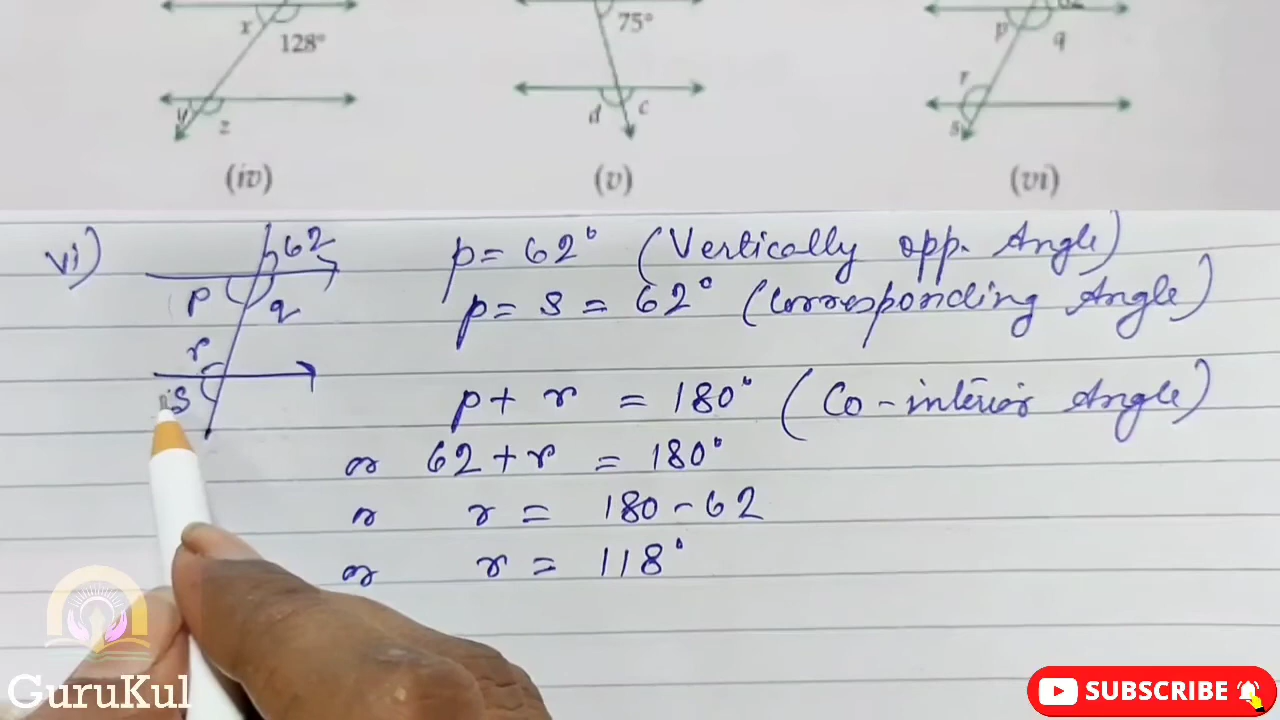 x 128°
y z
75°
d c
62
p q
r
s
(iv) (v) (vi)
vi) 62
p q
r
s
p = 62° (Vertically opp. Angle)
p = s = 62° (Corresponding Angle)
p + r = 180° (Co-interior Angle)
or 62 + r = 180°
or r = 180 - 62
or r = 118°
GuruKul
SUBSCRIBE